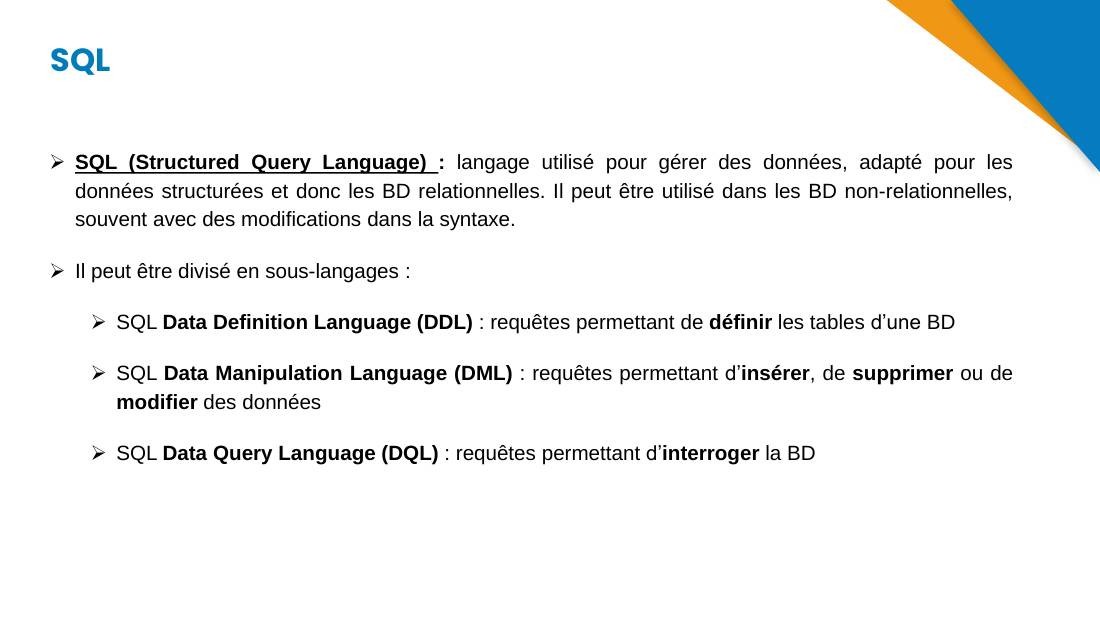 SQL
➢ SQL (Structured Query Language) : langage utilisé pour gérer des données, adapté pour les
données structurées et donc les BD relationnelles. Il peut être utilisé dans les BD non-relationnelles,
souvent avec des modifications dans la syntaxe.
➢ Il peut être divisé en sous-langages :
➢ SQL Data Definition Language (DDL) : requêtes permettant de définir les tables d’une BD
➢ SQL Data Manipulation Language (DML) : requêtes permettant d’insérer, de supprimer ou de
modifier des données
➢ SQL Data Query Language (DQL) : requêtes permettant d’interroger la BD